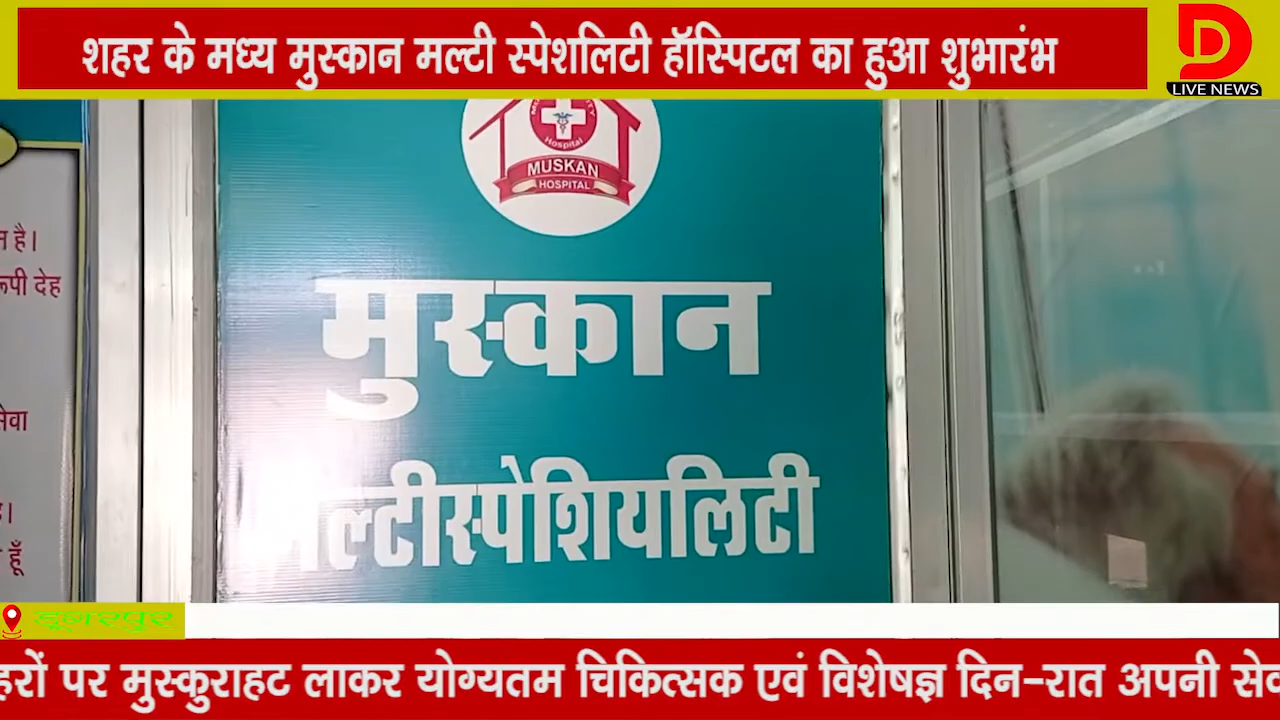 शहर के मध्य मुस्कान मल्टी स्पेशलिटी हॉस्पिटल का हुआ शुभारंभ
D
LIVE NEWS
Hospital
MUSKAN
HOSPITAL
है।
रूपी देह
सेवा
हूँ
मुस्कान
मल्टीस्पेशियलिटी
डूंगरपुर
पर मुस्कुराहट लाकर योग्यतम चिकित्सक एवं विशेषज्ञ दिन-रात अपनी